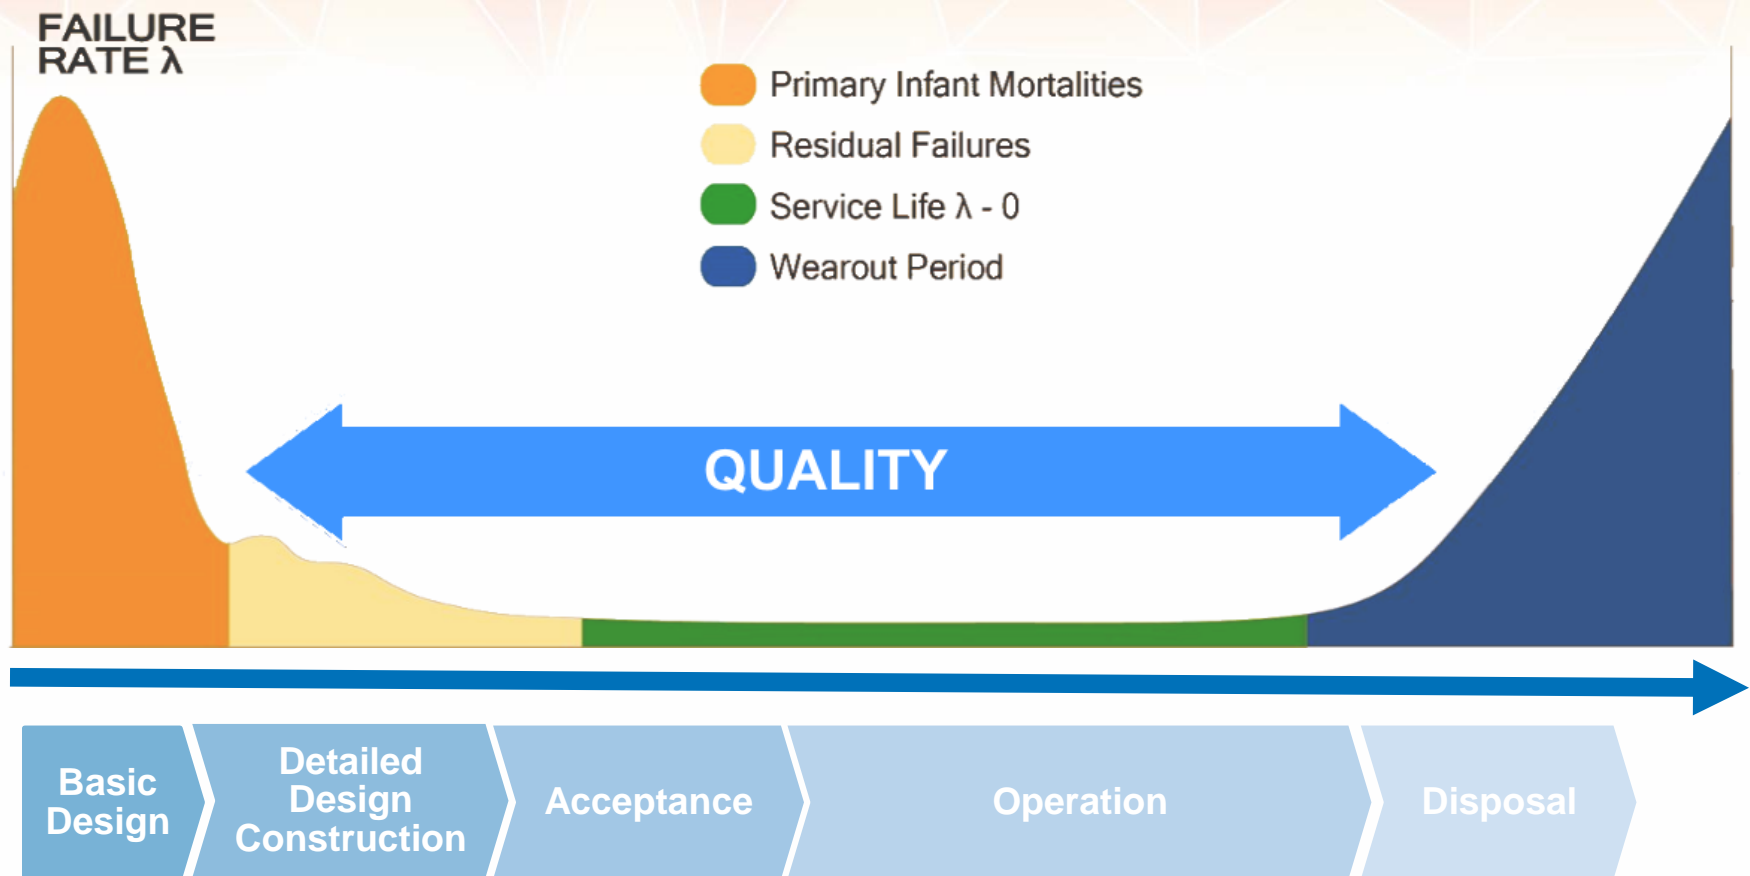 FAILURE
RATE λ
Primary Infant Mortalities
Residual Failures
Service Life λ - 0
Wearout Period
QUALITY
Basic
Design
Detailed
Design
Construction
Acceptance
Operation
Disposal